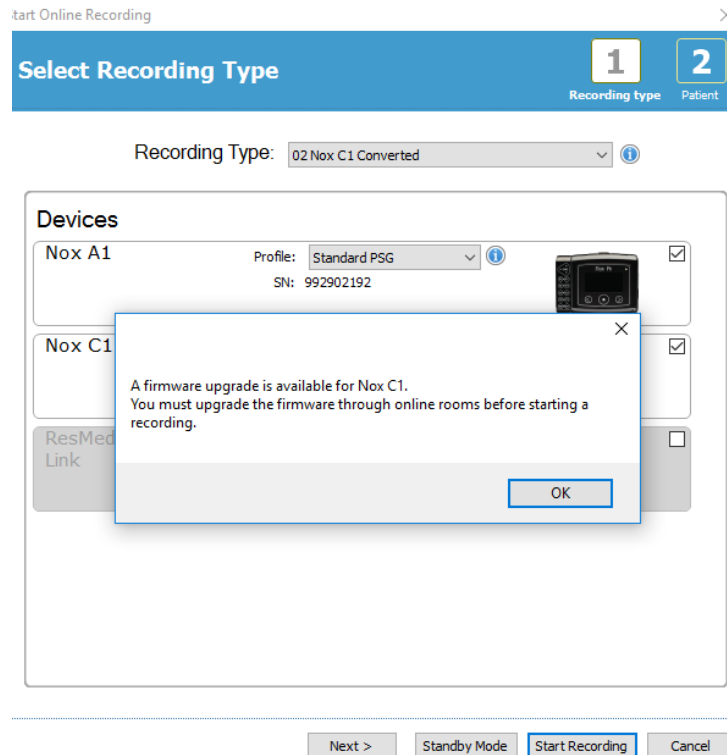 tart Online Recording
Select Recording Type
1
Recording type
2
Patient
Recording Type:
02 Nox C1 Converted
Devices
Nox A1
Profile:
Standard PSG
SN:
992902192
Nox C1
A firmware upgrade is available for Nox C1.
You must upgrade the firmware through online rooms before starting a
recording.
OK
ResMed
Link
Next >
Standby Mode
Start Recording
Cancel